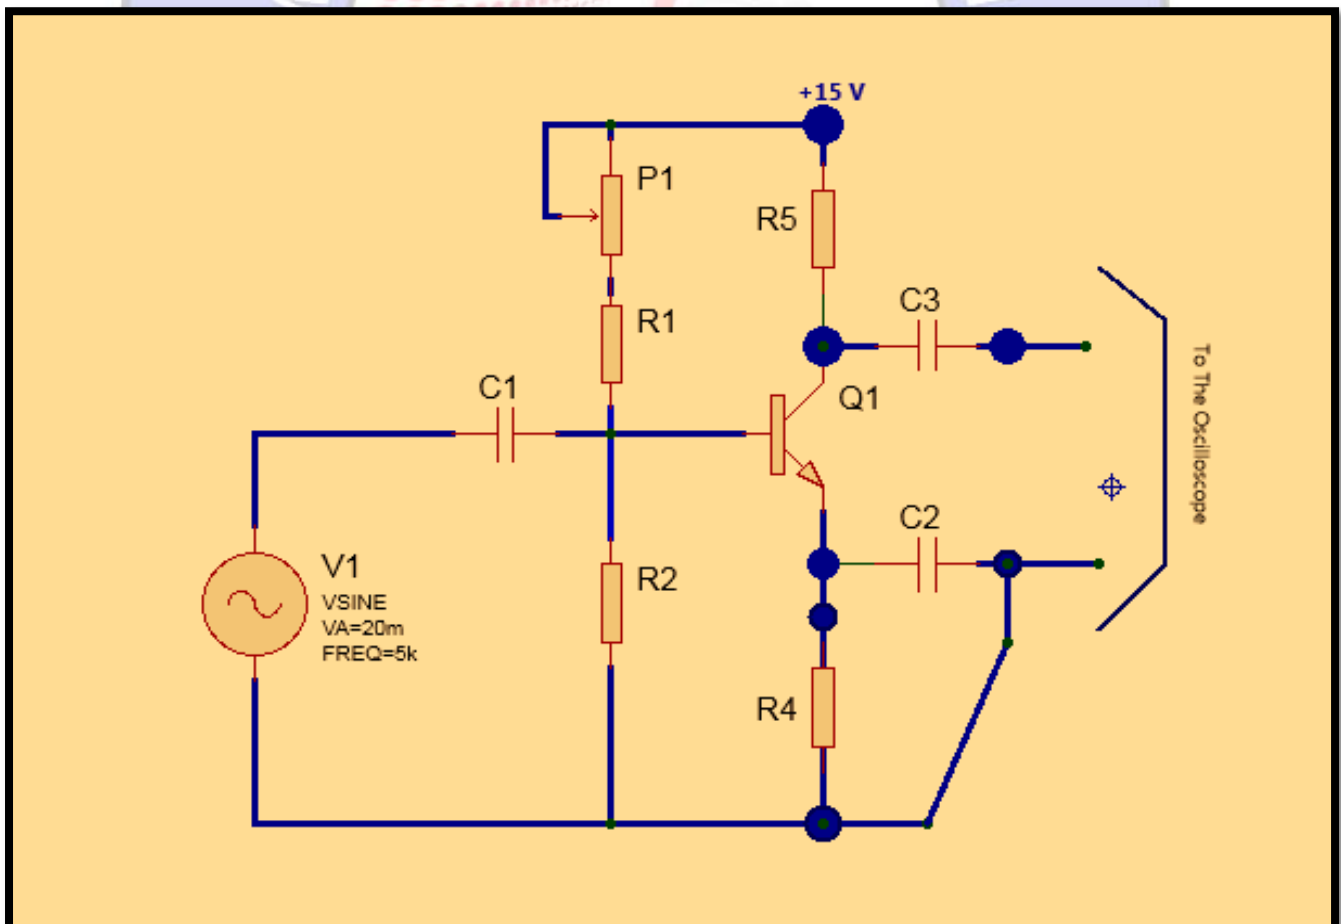 +15 V
P1
R5
R1
C3
C1
Q1
To The Oscilloscope
C2
V1
VSINE
VA=20m
FREQ=5k
R2
R4